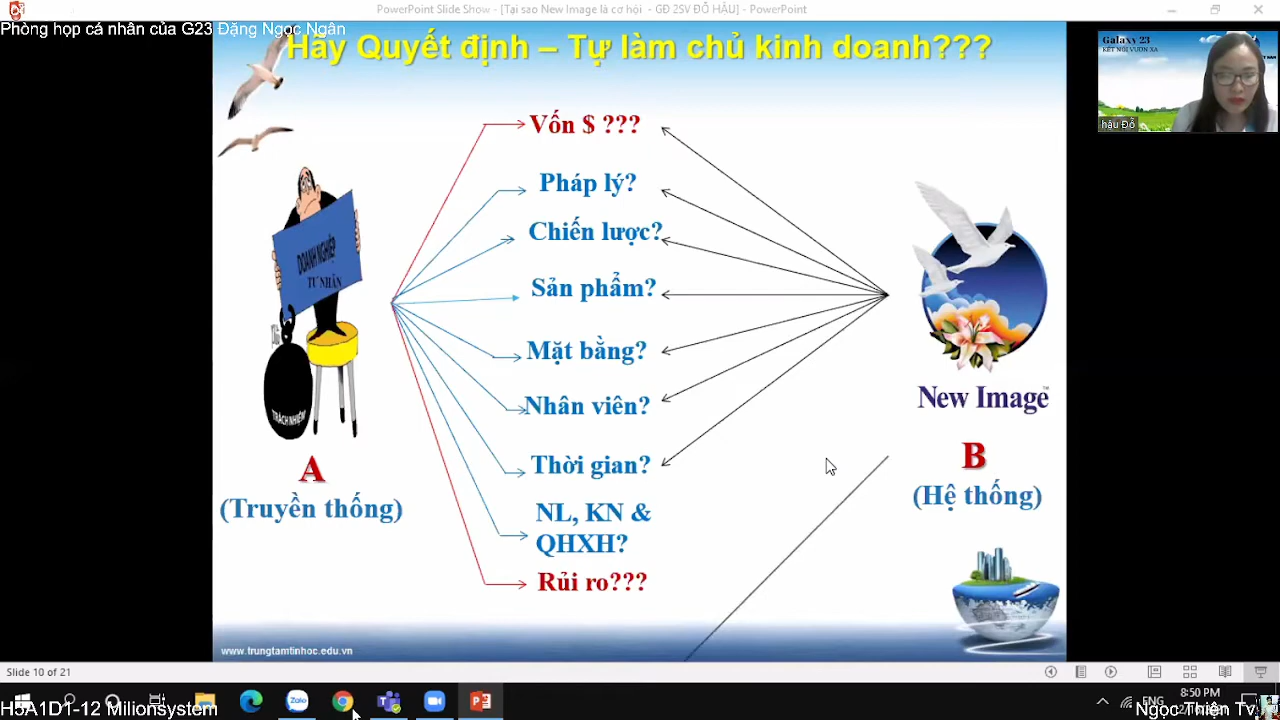 PowerPoint Slide Show - [Tại sao New Image là cơ hội - GĐ 2SV ĐỖ HẬU] - PowerPoint
Phòng họp cá nhân của G23 Đặng Ngọc Ngân
Hãy Quyết định – Tự làm chủ kinh doanh???
Galaxy 23
KẾT NỐI VƯƠN XA
hậu Đỗ
Vốn $ ???
Pháp lý?
Chiến lược?
Sản phẩm?
Mặt bằng?
Nhân viên?
Thời gian?
NL, KN &
QHXH?
Rủi ro???
DOANH NGHIỆP
TƯ NHÂN
TRÁCH NHIỆM
A
(Truyền thống)
New Image™
B
(Hệ thống)
www.trungtamtinhoc.edu.vn
Slide 10 of 21
Zalo
ENG
8:50 PM
H5A1D1-12 Milionsystem
Ngọc Thiện Tv